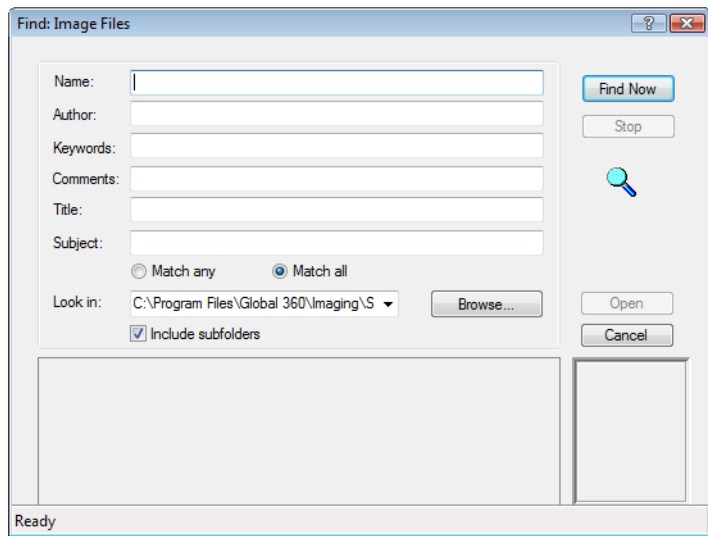 Find: Image Files
Name:
Find Now
Author:
Stop
Keywords:
Comments:
Title:
Subject:
Match any Match all
Look in: C:\Program Files\Global 360\Imaging\S Browse... Open
Include subfolders Cancel
Ready